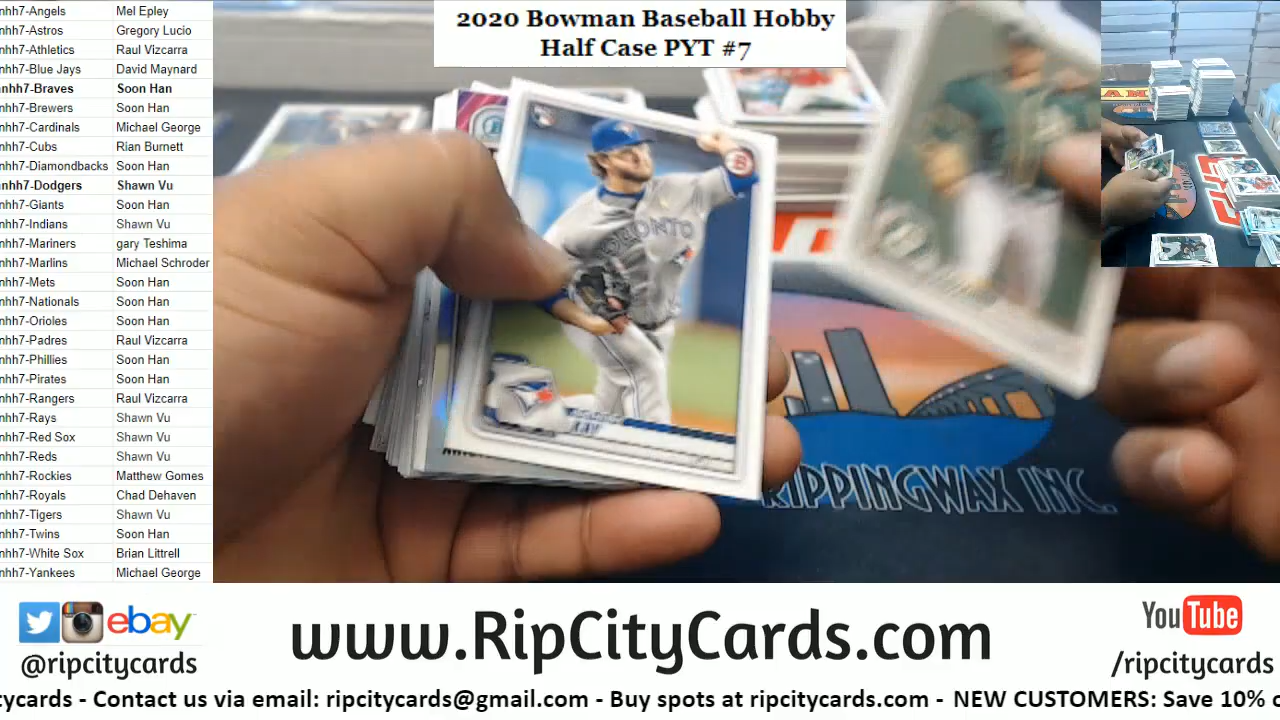 2020 Bowman Baseball Hobby
Half Case PYT #7
nhh7-Angels Mel Epley
nhh7-Astros Gregory Lucio
nhh7-Athletics Raul Vizcarra
nhh7-Blue Jays David Maynard
nhh7-Braves Soon Han
nhh7-Brewers Soon Han
nhh7-Cardinals Michael George
nhh7-Cubs Rian Burnett
nhh7-Diamondbacks Soon Han
nhh7-Dodgers Shawn Vu
nhh7-Giants Soon Han
nhh7-Indians Shawn Vu
nhh7-Mariners gary Teshima
nhh7-Marlins Michael Schroder
nhh7-Mets Soon Han
nhh7-Nationals Soon Han
nhh7-Orioles Soon Han
nhh7-Padres Raul Vizcarra
nhh7-Phillies Soon Han
nhh7-Pirates Soon Han
nhh7-Rangers Raul Vizcarra
nhh7-Rays Shawn Vu
nhh7-Red Sox Shawn Vu
nhh7-Reds Shawn Vu
nhh7-Rockies Matthew Gomes
nhh7-Royals Chad Dehaven
nhh7-Tigers Shawn Vu
nhh7-Twins Soon Han
nhh7-White Sox Brian Littrell
nhh7-Yankees Michael George
TORONTO
KAY
RIPPINGWAX INC.
ebay
@ripcitycards
www.RipCityCards.com
YouTube
/ripcitycards
tycards - Contact us via email: ripcitycards@gmail.com - Buy spots at ripcitycards.com - NEW CUSTOMERS: Save 10%